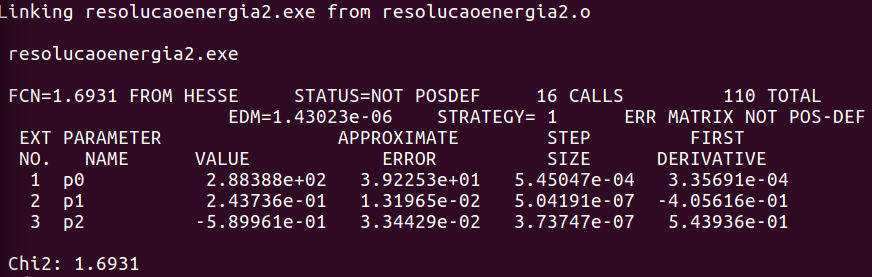 Linking resolucaoenergia2.exe from resolucaoenergia2.o
resolucaoenergia2.exe
FCN=1.6931 FROM HESSE     STATUS=NOT POSDEF     16 CALLS         110 TOTAL
EDM=1.43023e-06    STRATEGY= 1      ERR MATRIX NOT POS-DEF
EXT PARAMETER                APPROXIMATE        STEP         FIRST
NO.   NAME      VALUE            ERROR          SIZE      DERIVATIVE
1  p0           2.88388e+02   3.92253e+01   5.45047e-04   3.35691e-04
2  p1           2.43736e-01   1.31965e-02   5.04191e-07  -4.05616e-01
3  p2          -5.89961e-01   3.34429e-02   3.73747e-07   5.43936e-01
Chi2: 1.6931